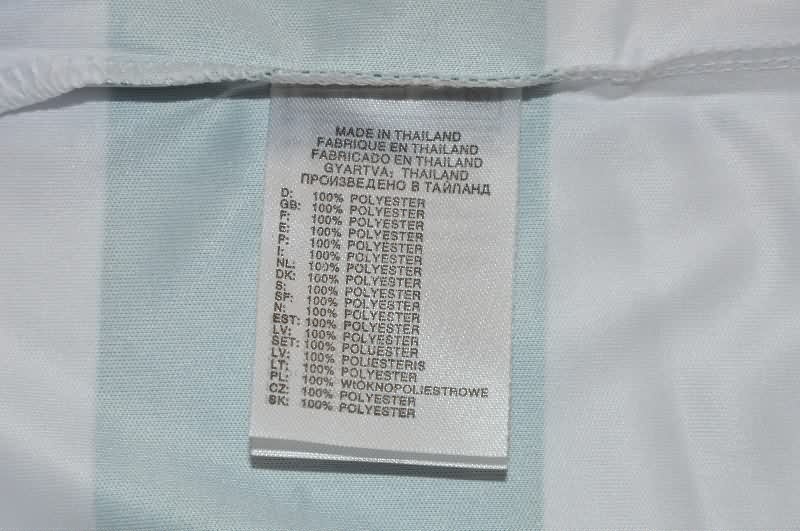 MADE IN THAILAND
FABRIQUE EN THAILAND
FABRICADO EN THAILAND
GYARTVA: THAILAND
ПРОИЗВЕДЕНО В ТАЙЛАНД
D: 100% POLYESTER
GB: 100% POLYESTER
F: 100% POLYESTER
E: 100% POLYESTER
P: 100% POLYESTER
I: 100% POLYESTER
NL: 100% POLYESTER
DK: 100% POLYESTER
S: 100% POLYESTER
SF: 100% POLYESTER
N: 100% POLYESTER
EST: 100% POLYESTER
LV: 100% POLYESTER
SET: 100% POLUESTER
LV: 100% POLIESTERIS
LT: 100% POLYESTER
PL: 100% WŁÓKNOPOLIESTROWE
CZ: 100% POLYESTER
SK: 100% POLYESTER